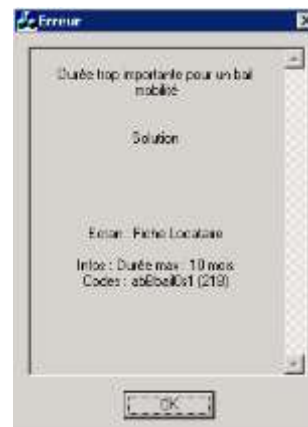 Erreur
Durée trop importante pour un bail
mobilité
Solution
Ecran : Fiche Locataire
Infos : Durée max : 10 mois
Codes : (219)
OK